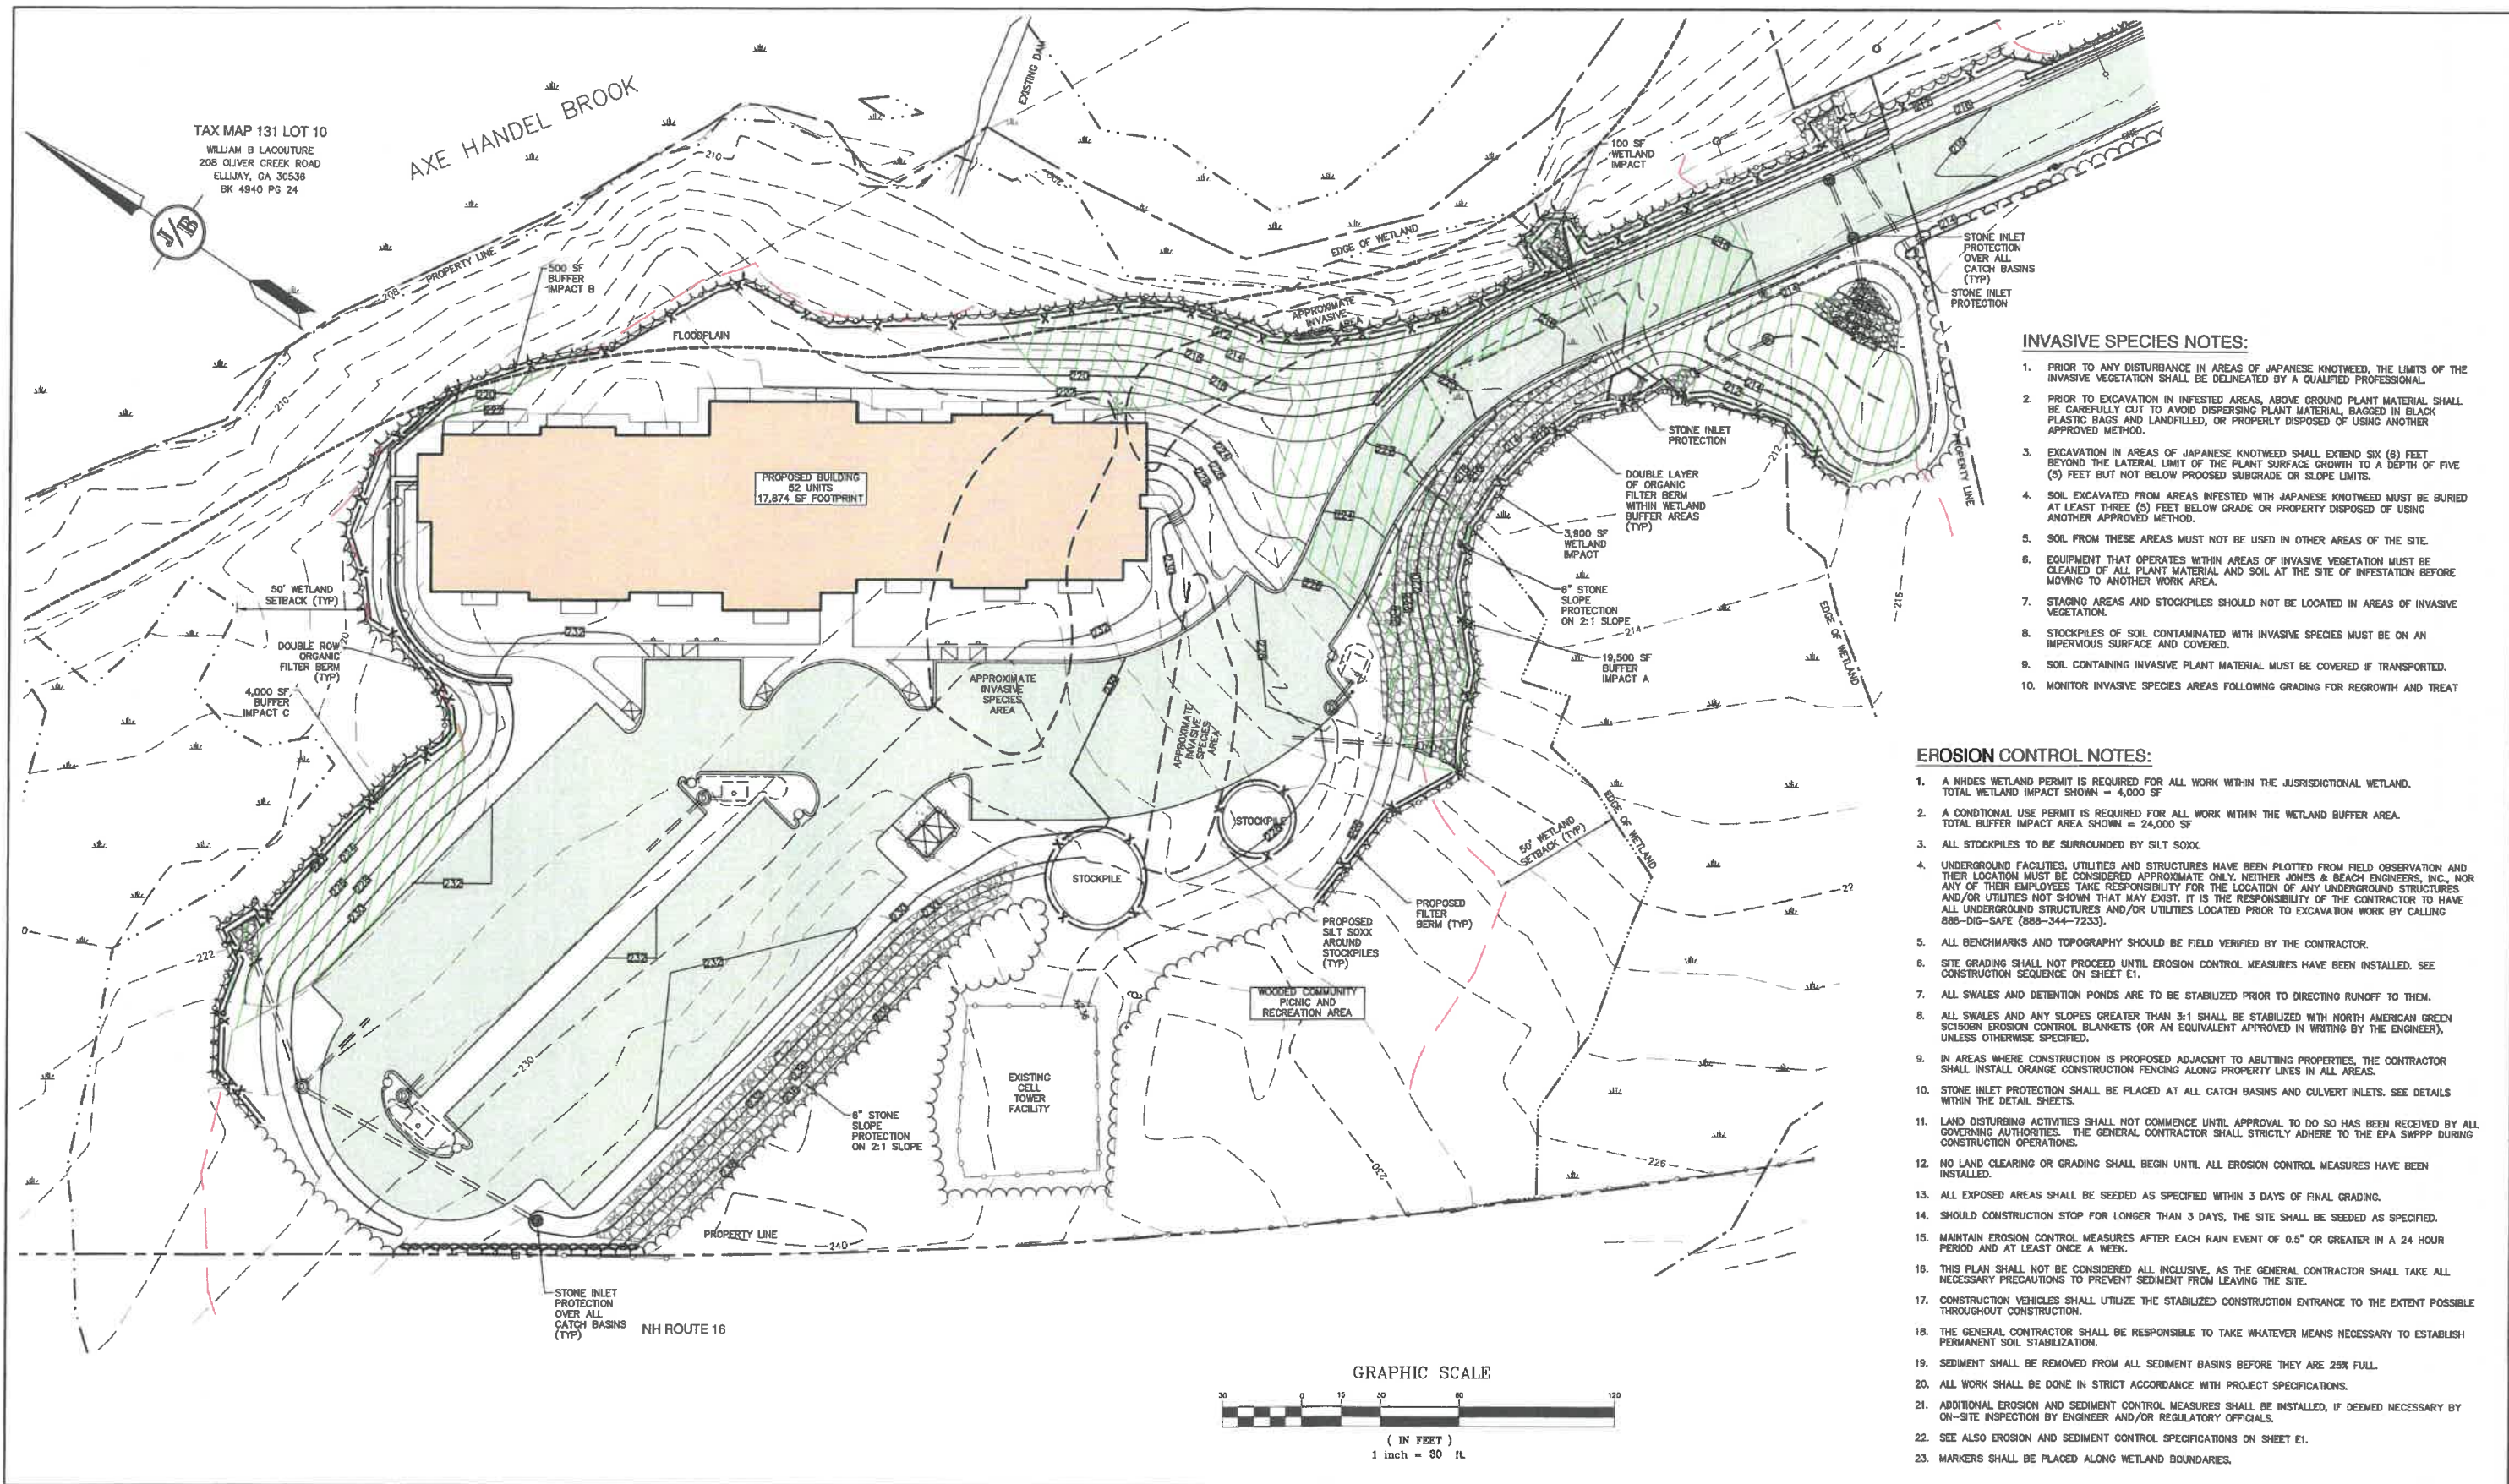 TAX MAP 131 LOT 10
WILLIAM B LACOUTURE
208 OLIVER CREEK ROAD
ELLIJAY, GA 30536
BK 4940 PG 24
J/B
AXE HANDEL BROOK
EXISTING DAM
PROPERTY LINE
208
210
210
500 SF
BUFFER
IMPACT B
FLOODPLAIN
EDGE OF WETLAND
100 SF
WETLAND
IMPACT
APPROXIMATE
INVASIVE
AREA
STONE INLET
PROTECTION
OVER ALL
CATCH BASINS
(TYP)
STONE INLET
PROTECTION
PROPERTY LINE
STONE INLET
PROTECTION
DOUBLE LAYER
OF ORGANIC
FILTER BERM
WITHIN WETLAND
BUFFER AREAS
(TYP)
3,900 SF
WETLAND
IMPACT
8" STONE
SLOPE
PROTECTION
ON 2:1 SLOPE
19,500 SF
BUFFER
IMPACT A
EDGE OF WETLAND
212
214
216
PROPOSED BUILDING
52 UNITS
17,874 SF FOOTPRINT
50' WETLAND
SETBACK (TYP)
DOUBLE ROW
ORGANIC
FILTER BERM
(TYP)
4,000 SF
BUFFER
IMPACT C
232
232
APPROXIMATE
INVASIVE
SPECIES
AREA
APPROXIMATE
INVASIVE
SPECIES
AREA
STOCKPILE
STOCKPILE
50' WETLAND
SETBACK (TYP)
EDGE OF WETLAND
PROPOSED
FILTER
BERM (TYP)
PROPOSED
SILT SOXX
AROUND
STOCKPILES
(TYP)
WOODED COMMUNITY
PICNIC AND
RECREATION AREA
EXISTING
CELL
TOWER
FACILITY
8" STONE
SLOPE
PROTECTION
ON 2:1 SLOPE
222
232
232
232
230
230
226
240
PROPERTY LINE
STONE INLET
PROTECTION
OVER ALL
CATCH BASINS
(TYP)
NH ROUTE 16
GRAPHIC SCALE
30 0 15 30 60 120
( IN FEET )
1 inch = 30 ft.
INVASIVE SPECIES NOTES:
1. PRIOR TO ANY DISTURBANCE IN AREAS OF JAPANESE KNOTWEED, THE LIMITS OF THE
INVASIVE VEGETATION SHALL BE DELINEATED BY A QUALIFIED PROFESSIONAL.
2. PRIOR TO EXCAVATION IN INFESTED AREAS, ABOVE GROUND PLANT MATERIAL SHALL
BE CAREFULLY CUT TO AVOID DISPERSING PLANT MATERIAL, BAGGED IN BLACK
PLASTIC BAGS AND LANDFILLED, OR PROPERLY DISPOSED OF USING ANOTHER
APPROVED METHOD.
3. EXCAVATION IN AREAS OF JAPANESE KNOTWEED SHALL EXTEND SIX (6) FEET
BEYOND THE LATERAL LIMIT OF THE PLANT SURFACE GROWTH TO A DEPTH OF FIVE
(5) FEET BUT NOT BELOW PROOSED SUBGRADE OR SLOPE LIMITS.
4. SOIL EXCAVATED FROM AREAS INFESTED WITH JAPANESE KNOTWEED MUST BE BURIED
AT LEAST THREE (5) FEET BELOW GRADE OR PROPERTY DISPOSED OF USING
ANOTHER APPROVED METHOD.
5. SOIL FROM THESE AREAS MUST NOT BE USED IN OTHER AREAS OF THE SITE.
6. EQUIPMENT THAT OPERATES WITHIN AREAS OF INVASIVE VEGETATION MUST BE
CLEANED OF ALL PLANT MATERIAL AND SOIL AT THE SITE OF INFESTATION BEFORE
MOVING TO ANOTHER WORK AREA.
7. STAGING AREAS AND STOCKPILES SHOULD NOT BE LOCATED IN AREAS OF INVASIVE
VEGETATION.
8. STOCKPILES OF SOIL CONTAMINATED WITH INVASIVE SPECIES MUST BE ON AN
IMPERVIOUS SURFACE AND COVERED.
9. SOIL CONTAINING INVASIVE PLANT MATERIAL MUST BE COVERED IF TRANSPORTED.
10. MONITOR INVASIVE SPECIES AREAS FOLLOWING GRADING FOR REGROWTH AND TREAT
EROSION CONTROL NOTES:
1. A NHDES WETLAND PERMIT IS REQUIRED FOR ALL WORK WITHIN THE JUSRISDICTIONAL WETLAND.
TOTAL WETLAND IMPACT SHOWN = 4,000 SF
2. A CONDTIONAL USE PERMIT IS REQUIRED FOR ALL WORK WITHIN THE WETLAND BUFFER AREA.
TOTAL BUFFER IMPACT AREA SHOWN = 24,000 SF
3. ALL STOCKPILES TO BE SURROUNDED BY SILT SOXX.
4. UNDERGROUND FACILITIES, UTILITIES AND STRUCTURES HAVE BEEN PLOTTED FROM FIELD OBSERVATION AND
THEIR LOCATION MUST BE CONSIDERED APPROXIMATE ONLY. NEITHER JONES & BEACH ENGINEERS, INC., NOR
ANY OF THEIR EMPLOYEES TAKE RESPONSIBILITY FOR THE LOCATION OF ANY UNDERGROUND STRUCTURES
AND/OR UTILITIES NOT SHOWN THAT MAY EXIST. IT IS THE RESPONSIBILITY OF THE CONTRACTOR TO HAVE
ALL UNDERGROUND STRUCTURES AND/OR UTILITIES LOCATED PRIOR TO EXCAVATION WORK BY CALLING
888-DIG-SAFE (888-344-7233).
5. ALL BENCHMARKS AND TOPOGRAPHY SHOULD BE FIELD VERIFIED BY THE CONTRACTOR.
6. SITE GRADING SHALL NOT PROCEED UNTIL EROSION CONTROL MEASURES HAVE BEEN INSTALLED. SEE
CONSTRUCTION SEQUENCE ON SHEET E1.
7. ALL SWALES AND DETENTION PONDS ARE TO BE STABILIZED PRIOR TO DIRECTING RUNOFF TO THEM.
8. ALL SWALES AND ANY SLOPES GREATER THAN 3:1 SHALL BE STABILIZED WITH NORTH AMERICAN GREEN
SC150BN EROSION CONTROL BLANKETS (OR AN EQUIVALENT APPROVED IN WRITING BY THE ENGINEER),
UNLESS OTHERWISE SPECIFIED.
9. IN AREAS WHERE CONSTRUCTION IS PROPOSED ADJACENT TO ABUTTING PROPERTIES, THE CONTRACTOR
SHALL INSTALL ORANGE CONSTRUCTION FENCING ALONG PROPERTY LINES IN ALL AREAS.
10. STONE INLET PROTECTION SHALL BE PLACED AT ALL CATCH BASINS AND CULVERT INLETS. SEE DETAILS
WITHIN THE DETAIL SHEETS.
11. LAND DISTURBING ACTIVITIES SHALL NOT COMMENCE UNTIL APPROVAL TO DO SO HAS BEEN RECEIVED BY ALL
GOVERNING AUTHORITIES. THE GENERAL CONTRACTOR SHALL STRICTLY ADHERE TO THE EPA SWPPP DURING
CONSTRUCTION OPERATIONS.
12. NO LAND CLEARING OR GRADING SHALL BEGIN UNTIL ALL EROSION CONTROL MEASURES HAVE BEEN
INSTALLED.
13. ALL EXPOSED AREAS SHALL BE SEEDED AS SPECIFIED WITHIN 3 DAYS OF FINAL GRADING.
14. SHOULD CONSTRUCTION STOP FOR LONGER THAN 3 DAYS, THE SITE SHALL BE SEEDED AS SPECIFIED.
15. MAINTAIN EROSION CONTROL MEASURES AFTER EACH RAIN EVENT OF 0.5" OR GREATER IN A 24 HOUR
PERIOD AND AT LEAST ONCE A WEEK.
16. THIS PLAN SHALL NOT BE CONSIDERED ALL INCLUSIVE, AS THE GENERAL CONTRACTOR SHALL TAKE ALL
NECESSARY PRECAUTIONS TO PREVENT SEDIMENT FROM LEAVING THE SITE.
17. CONSTRUCTION VEHICLES SHALL UTILIZE THE STABILIZED CONSTRUCTION ENTRANCE TO THE EXTENT POSSIBLE
THROUGHOUT CONSTRUCTION.
18. THE GENERAL CONTRACTOR SHALL BE RESPONSIBLE TO TAKE WHATEVER MEANS NECESSARY TO ESTABLISH
PERMANENT SOIL STABILIZATION.
19. SEDIMENT SHALL BE REMOVED FROM ALL SEDIMENT BASINS BEFORE THEY ARE 25% FULL.
20. ALL WORK SHALL BE DONE IN STRICT ACCORDANCE WITH PROJECT SPECIFICATIONS.
21. ADDITIONAL EROSION AND SEDIMENT CONTROL MEASURES SHALL BE INSTALLED, IF DEEMED NECESSARY BY
ON-SITE INSPECTION BY ENGINEER AND/OR REGULATORY OFFICIALS.
22. SEE ALSO EROSION AND SEDIMENT CONTROL SPECIFICATIONS ON SHEET E1.
23. MARKERS SHALL BE PLACED ALONG WETLAND BOUNDARIES.